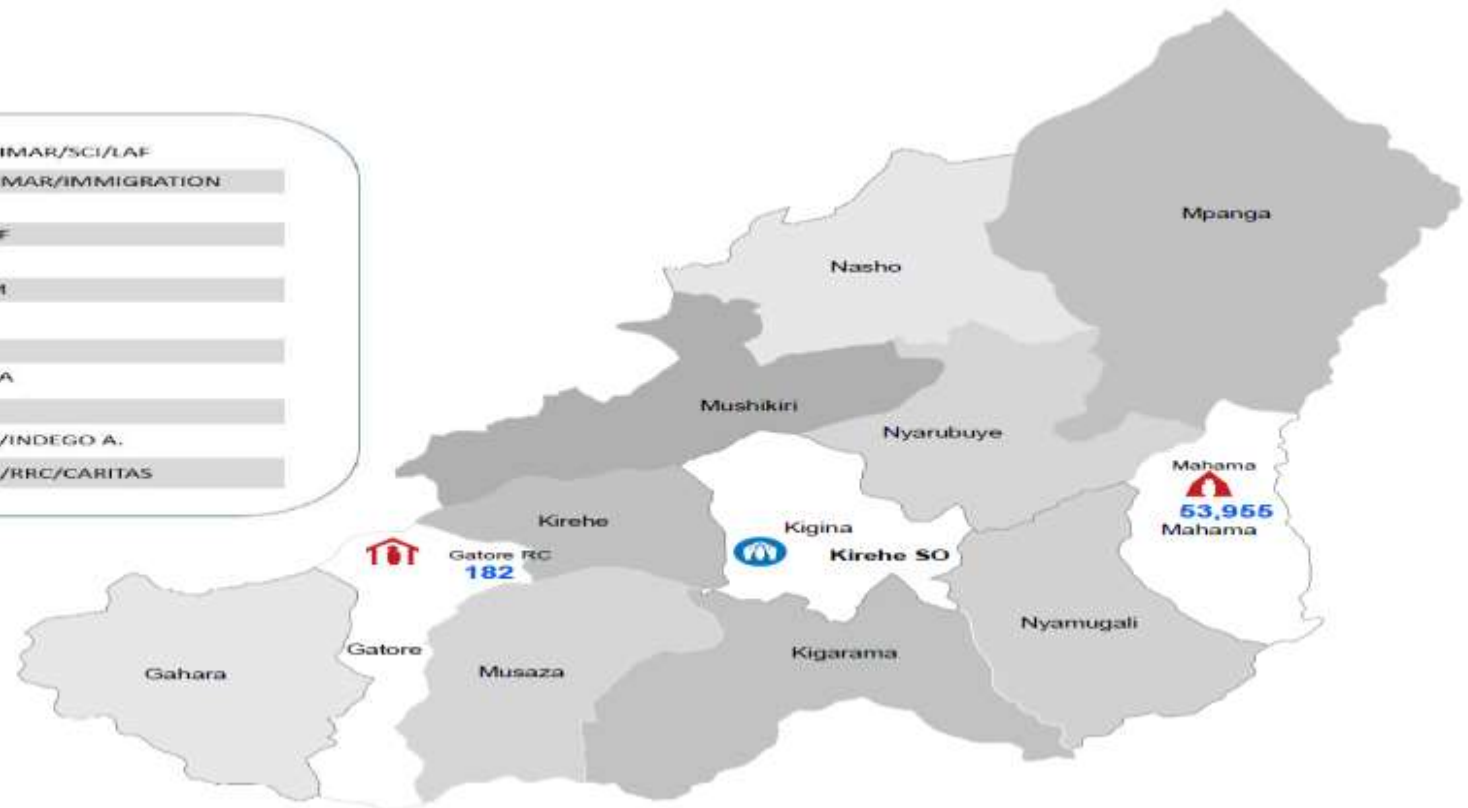 IMAR/SCI/LAF
MAR/IMMIGRATION
F
M
A
/INDEGO A.
/RRC/CARITAS
Mpanga
Nasho
Mushikiri
Nyarubuye
Mahama
53,955
Mahama
Kirehe
Kigina
Kirehe SO
Gatore RC
182
Nyamugali
Gatore
Kigarama
Musaza
Gahara